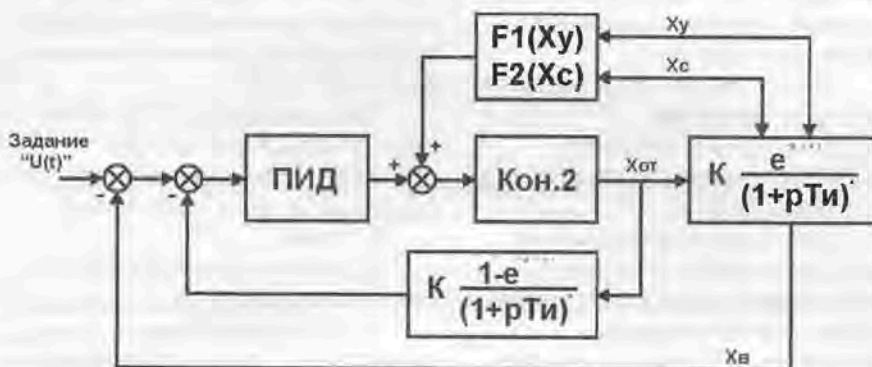 F1(Xy)
F2(Xc)
Xy
Xc
Задание
"U(t)"
-
-
ПИД
+
+
Кон.2
Xот
K e / (1+pTи)
K 1-e / (1+pTи)
Xв